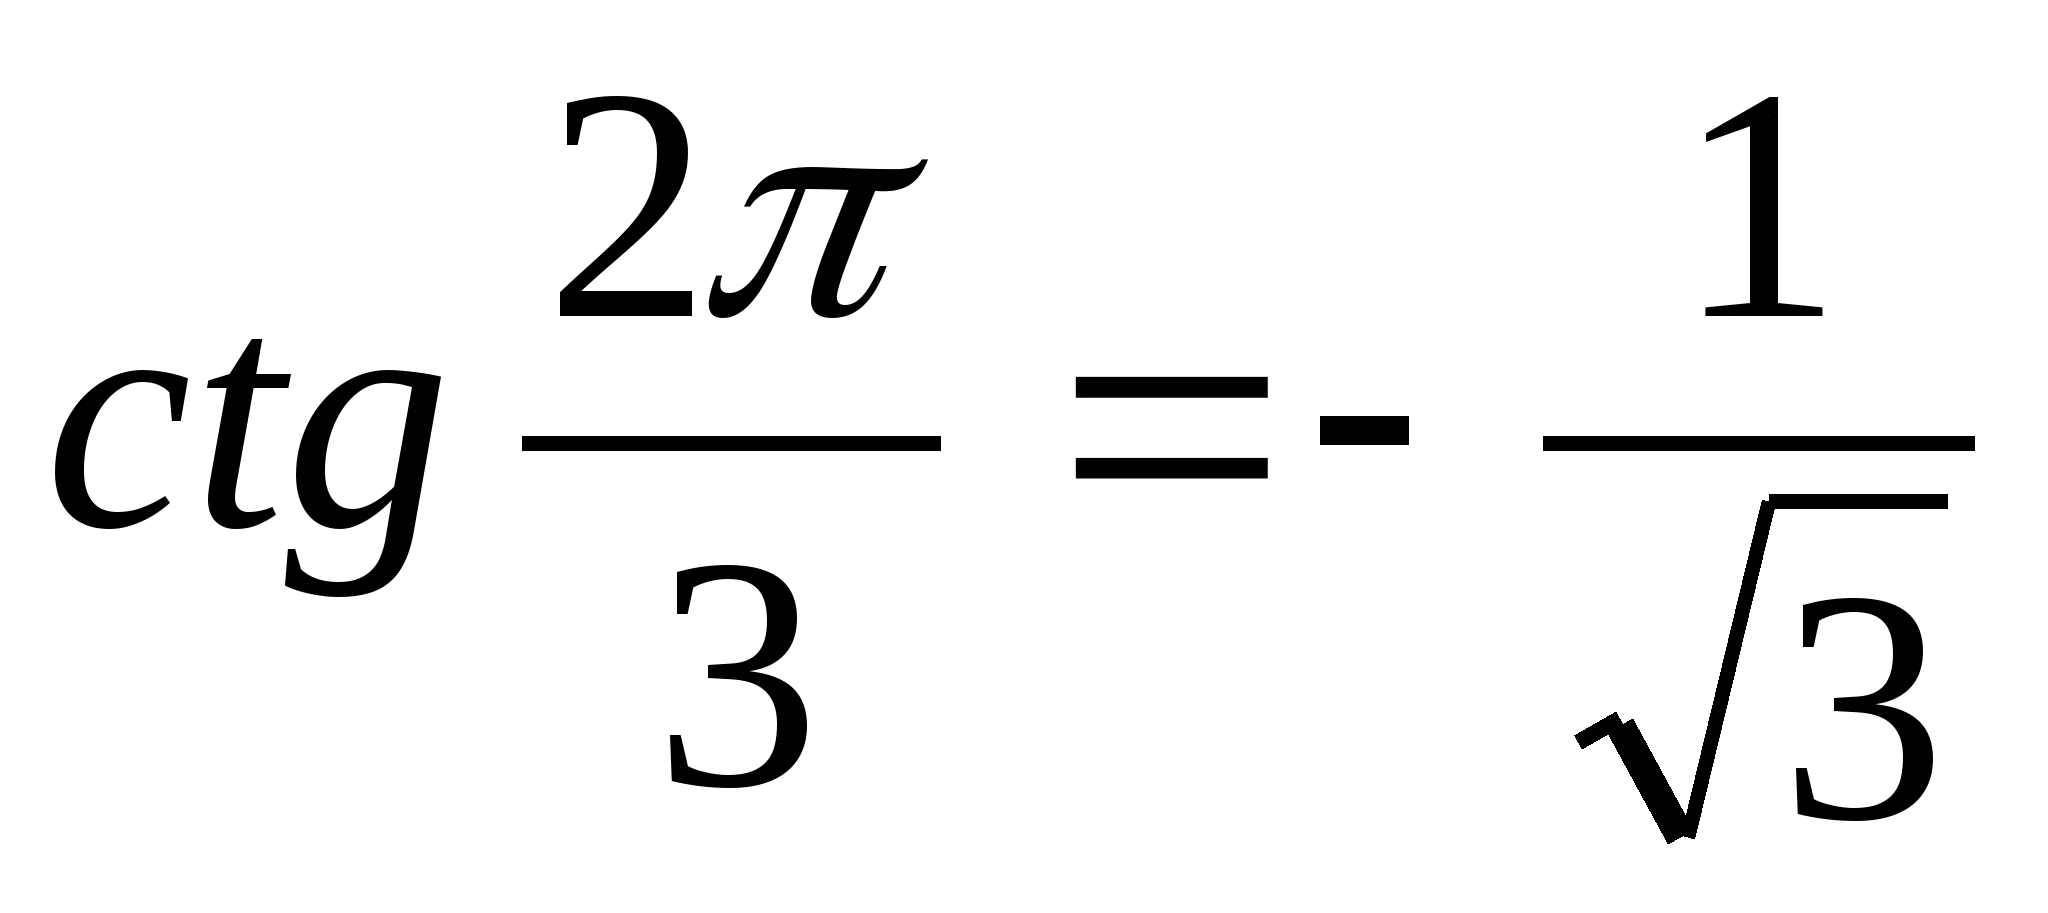 ctg 2π/3 = - 1/√3